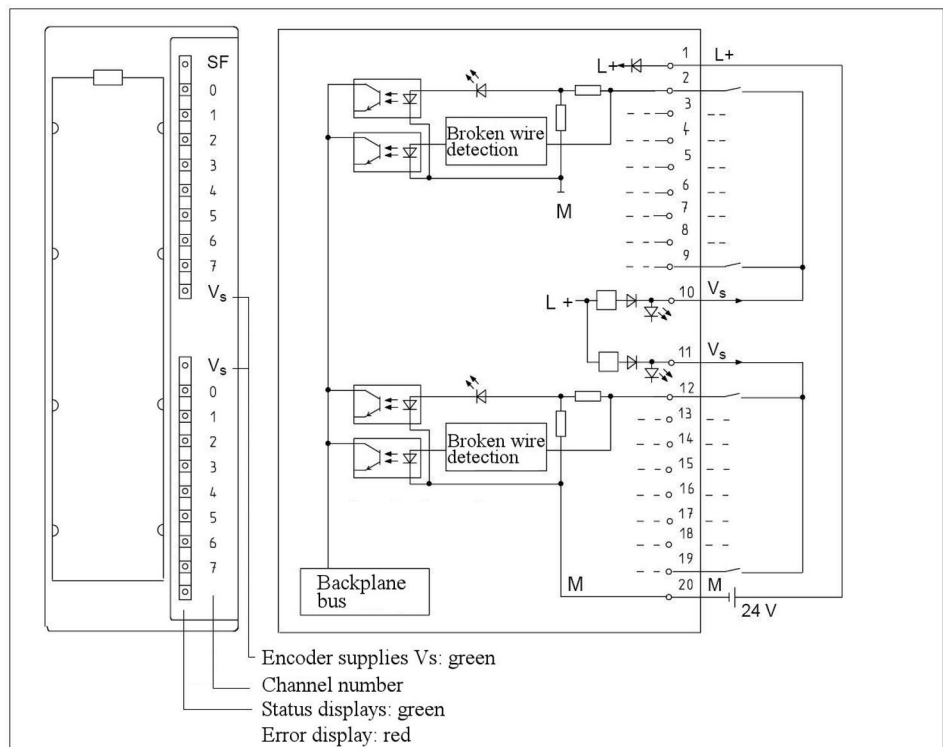 SF
0
1
2
3
4
5
6
7
Vs
Vs
0
1
2
3
4
5
6
7
1 L+
L+
2
3
4
5
6
7
8
9
10 Vs
L +
11 Vs
12
13
14
15
16
17
18
19
20 M
M
24 V
Broken wire
detection
M
Broken wire
detection
Backplane
bus
Encoder supplies Vs: green
Channel number
Status displays: green
Error display: red